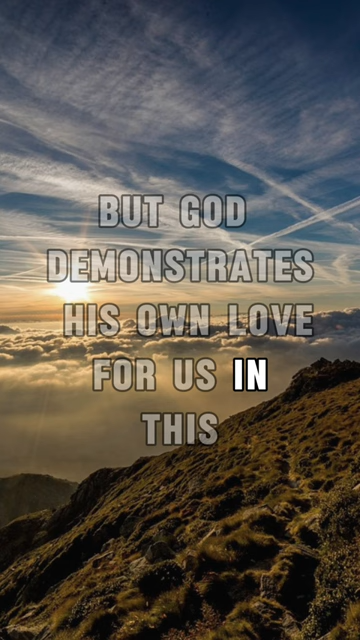 BUT GOD
DEMONSTRATES
HIS OWN LOVE
FOR US IN
THIS